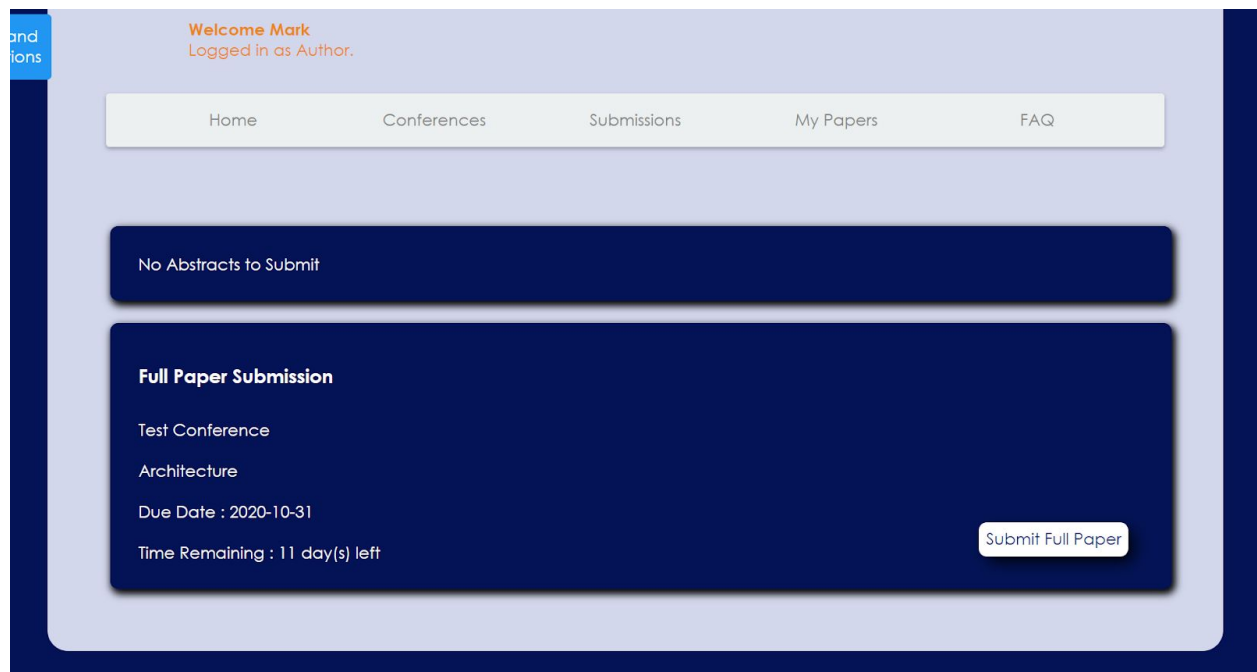 and
ions
Welcome Mark
Logged in as Author.
Home Conferences Submissions My Papers FAQ
No Abstracts to Submit
Full Paper Submission
Test Conference
Architecture
Due Date : 2020-10-31
Time Remaining : 11 day(s) left
Submit Full Paper